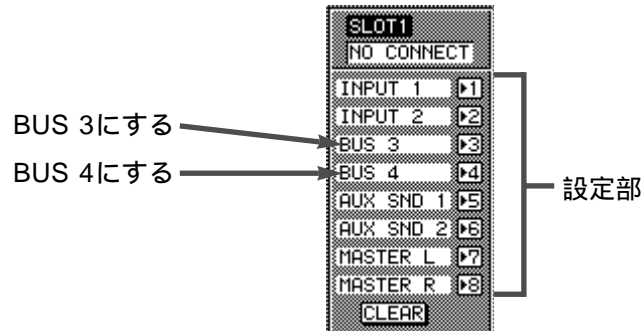 SLOT1
NO CONNECT
INPUT 1 ▶1
INPUT 2 ▶2
BUS 3にする
BUS 3 ▶3
BUS 4にする
BUS 4 ▶4
設定部
AUX SND 1 ▶5
AUX SND 2 ▶6
MASTER L ▶7
MASTER R ▶8
CLEAR